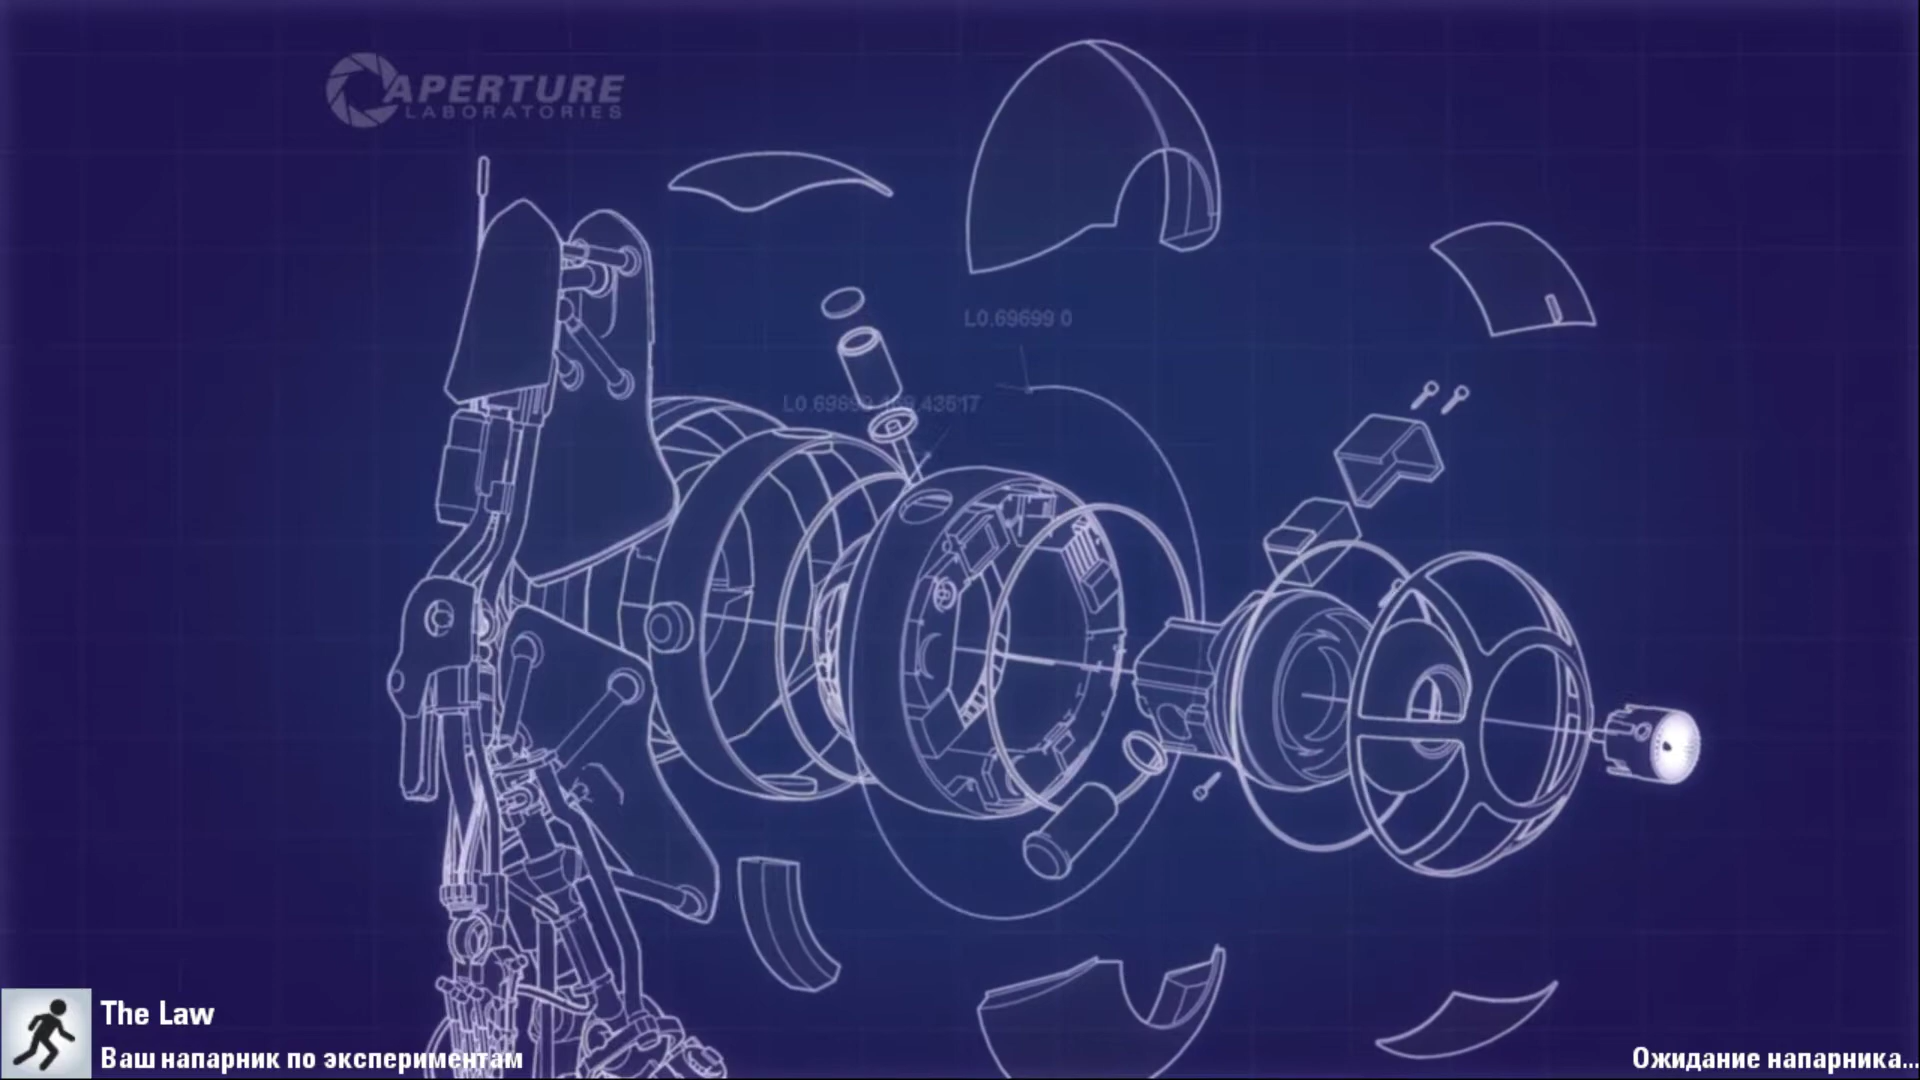 APERTURE
LABORATORIES
L0.69699 0
The Law
Ваш напарник по экспериментам
Ожидание напарника...